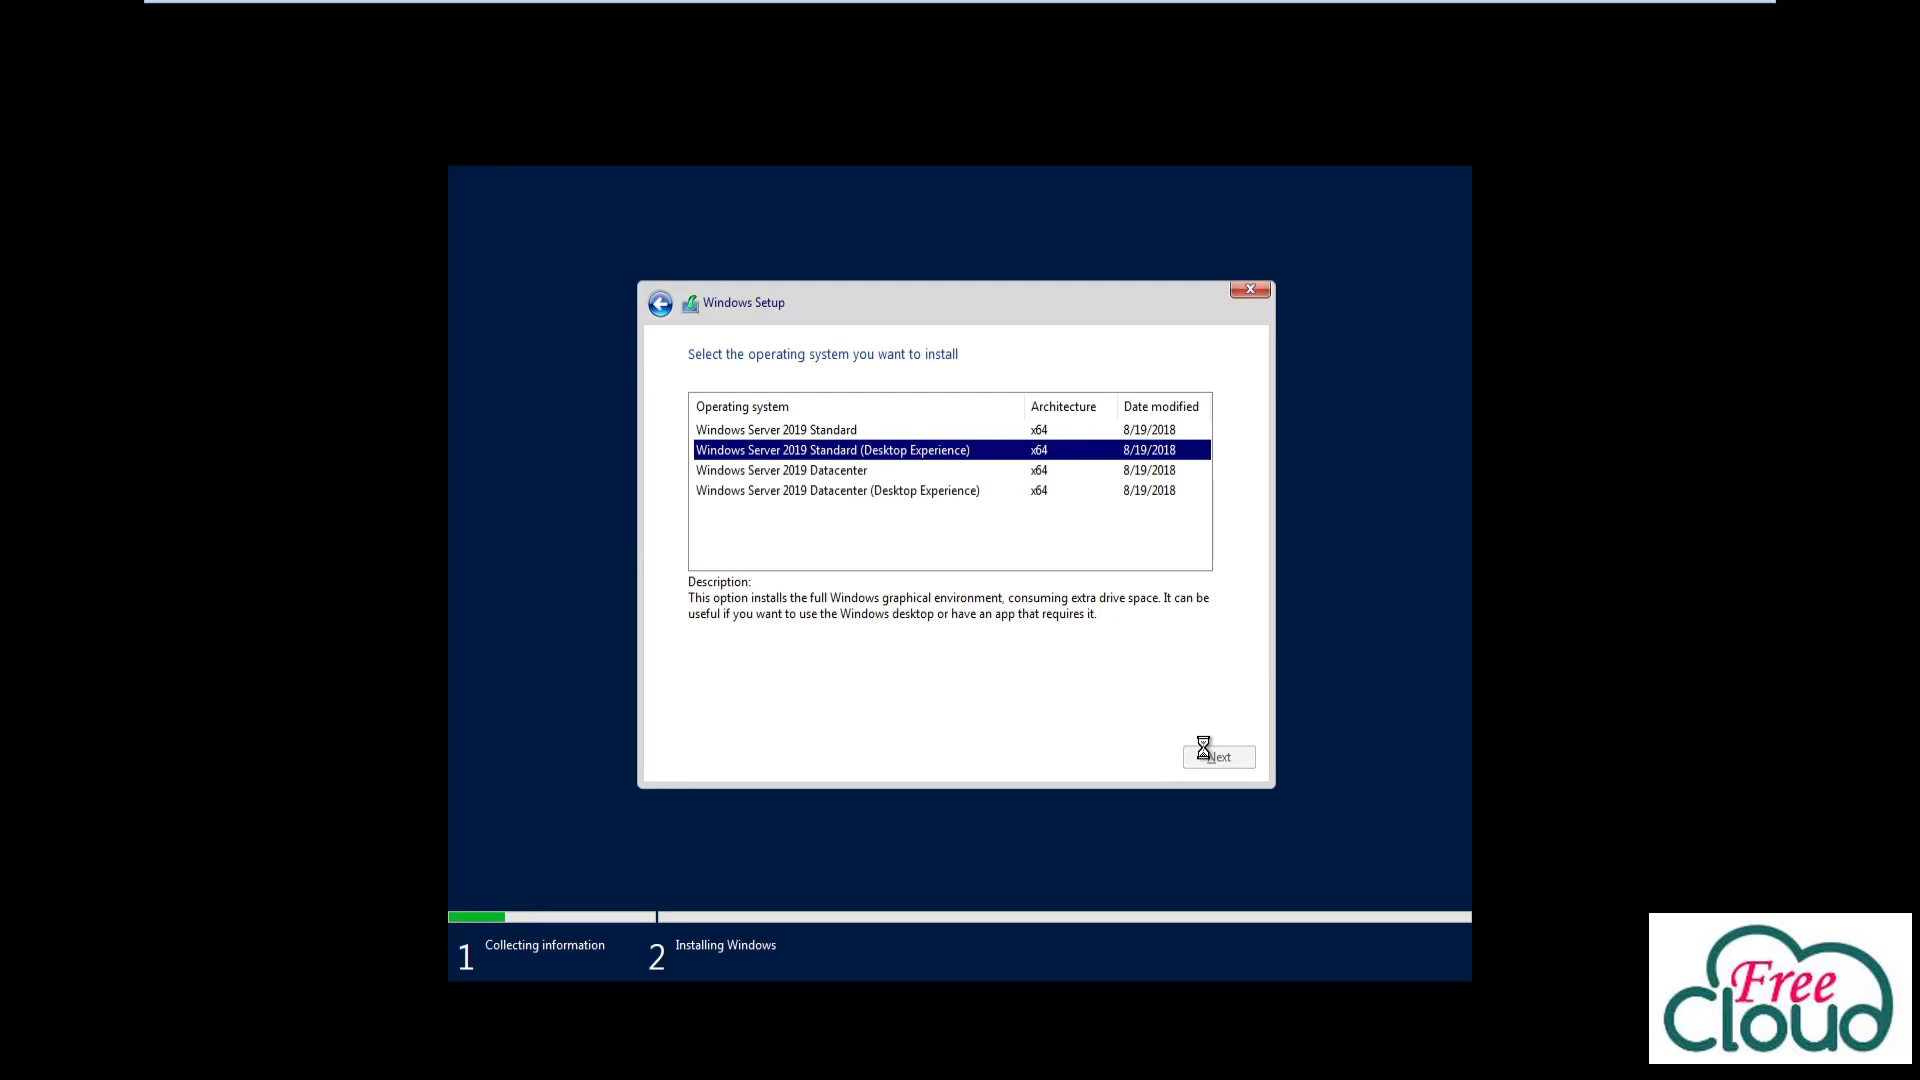 Windows Setup
Select the operating system you want to install
Operating system Architecture Date modified
Windows Server 2019 Standard x64 8/19/2018
Windows Server 2019 Standard (Desktop Experience) x64 8/19/2018
Windows Server 2019 Datacenter x64 8/19/2018
Windows Server 2019 Datacenter (Desktop Experience) x64 8/19/2018
Description:
This option installs the full Windows graphical environment, consuming extra drive space. It can be
useful if you want to use the Windows desktop or have an app that requires it.
Next
1 Collecting information 2 Installing Windows
Free
Cloud